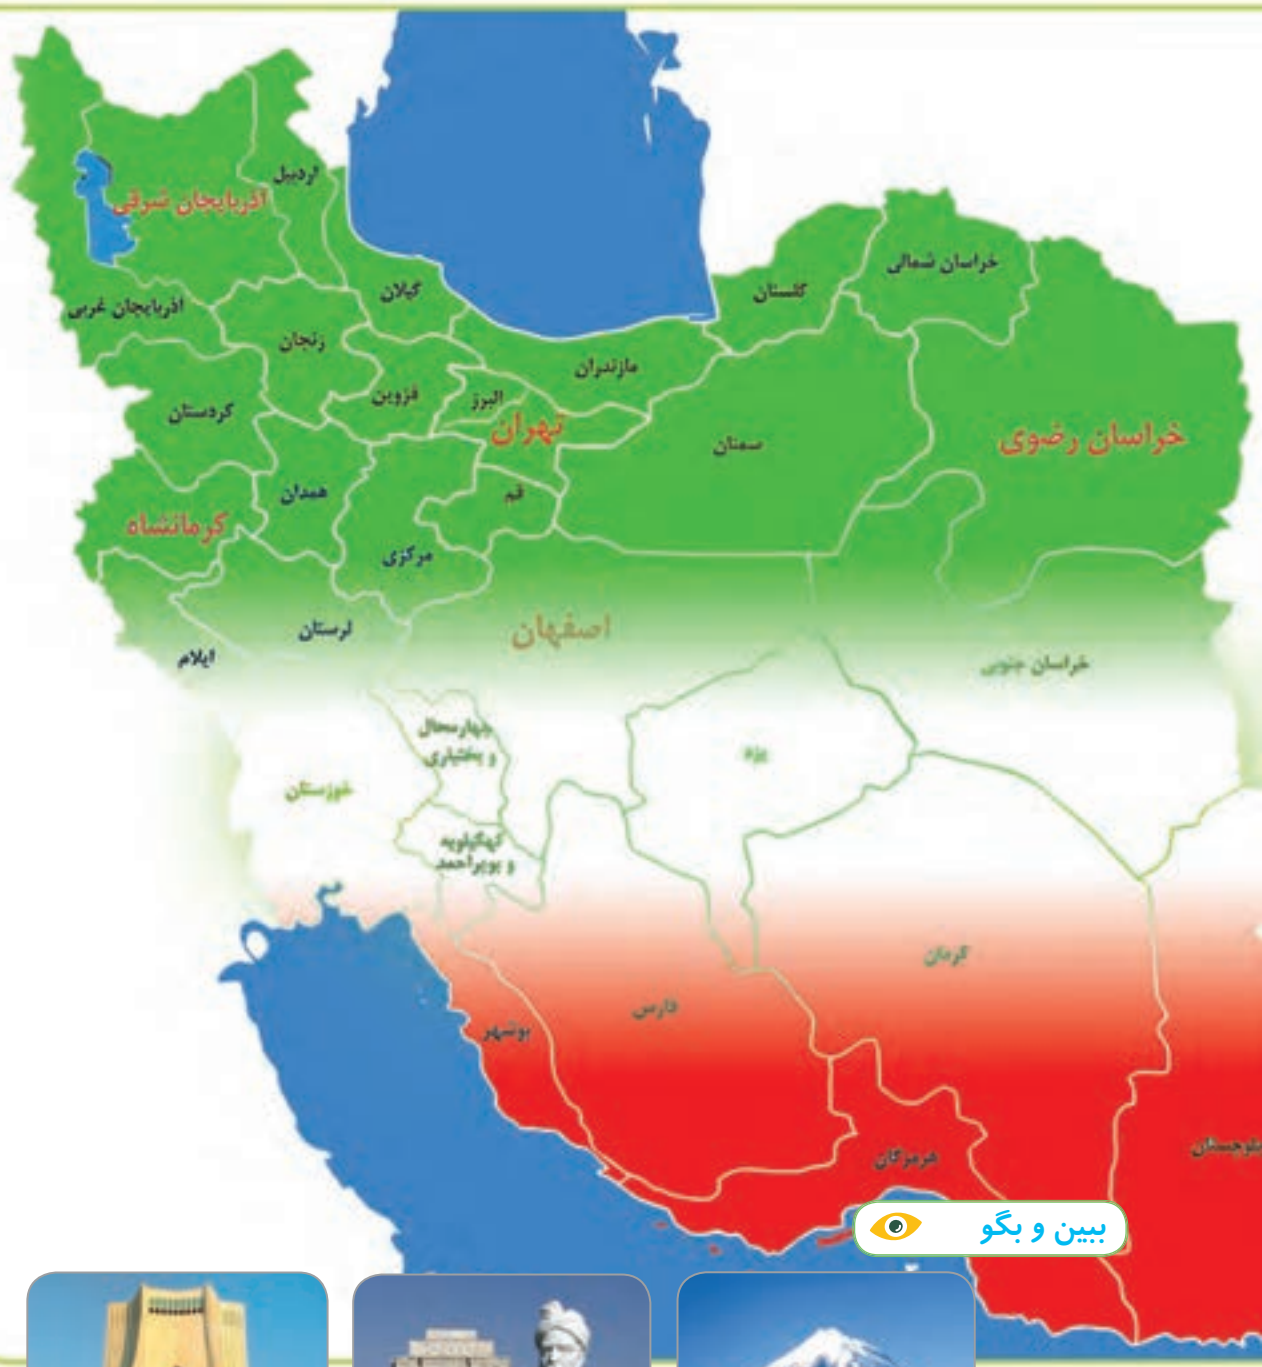 اردبیل
آذربایجان شرقی
خراسان شمالی
گلستان
گیلان
آذربایجان غربی
زنجان
مازندران
قزوین
البرز
کردستان
تهران
خراسان رضوی
سمنان
همدان
قم
کرمانشاه
مرکزی
اصفهان
لرستان
ایلام
خراسان جنوبی
چهارمحال
و بختیاری
یزد
خوزستان
کهگیلویه
و بویراحمد
کرمان
فارس
بوشهر
بلوچستان
هرمزگان
ببین و بگو